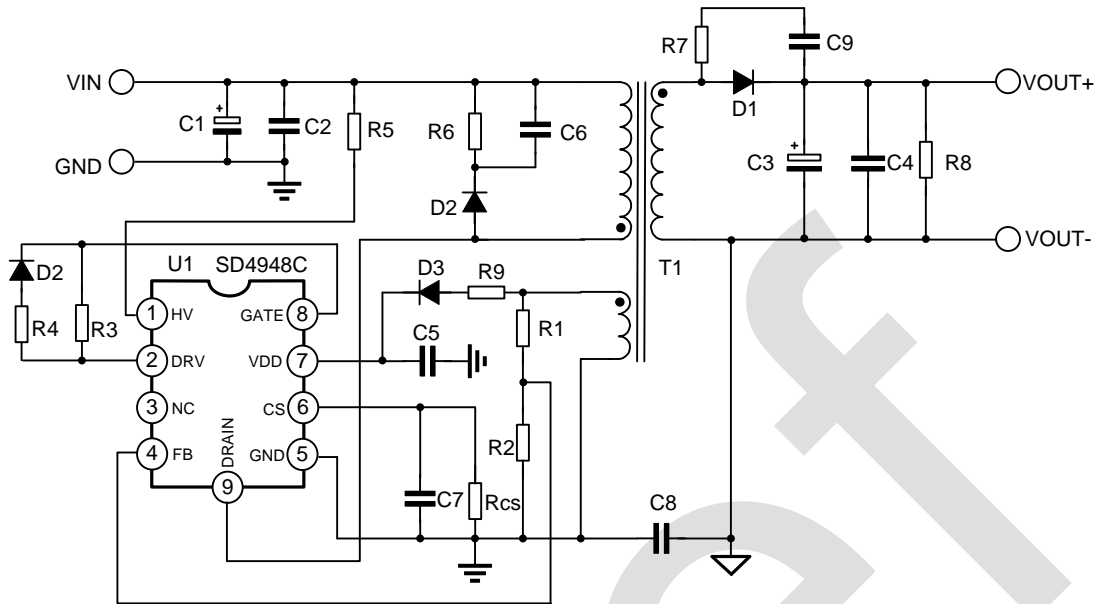 R7
C9
VIN
VOUT+
D1
C1
C2
R5
R6
C6
C3
C4
R8
GND
D2
VOUT-
T1
U1 SD4948C
D3
R9
D2
R4
R3
R1
C5
1 HV
GATE 8
2 DRV
VDD 7
3 NC
CS 6
4 FB
GND 5
DRAIN
9
R2
C7
Rcs
C8
+
+
ef